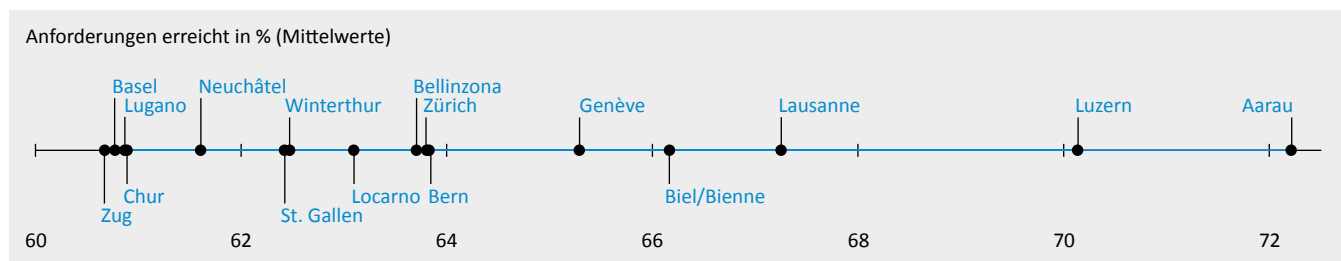 Anforderungen erreicht in % (Mittelwerte)
Basel Neuchâtel Bellinzona
Lugano Winterthur Zürich Genève Lausanne Luzern Aarau
Chur Locarno Bern Biel/Bienne
Zug St. Gallen
60 62 64 66 68 70 72